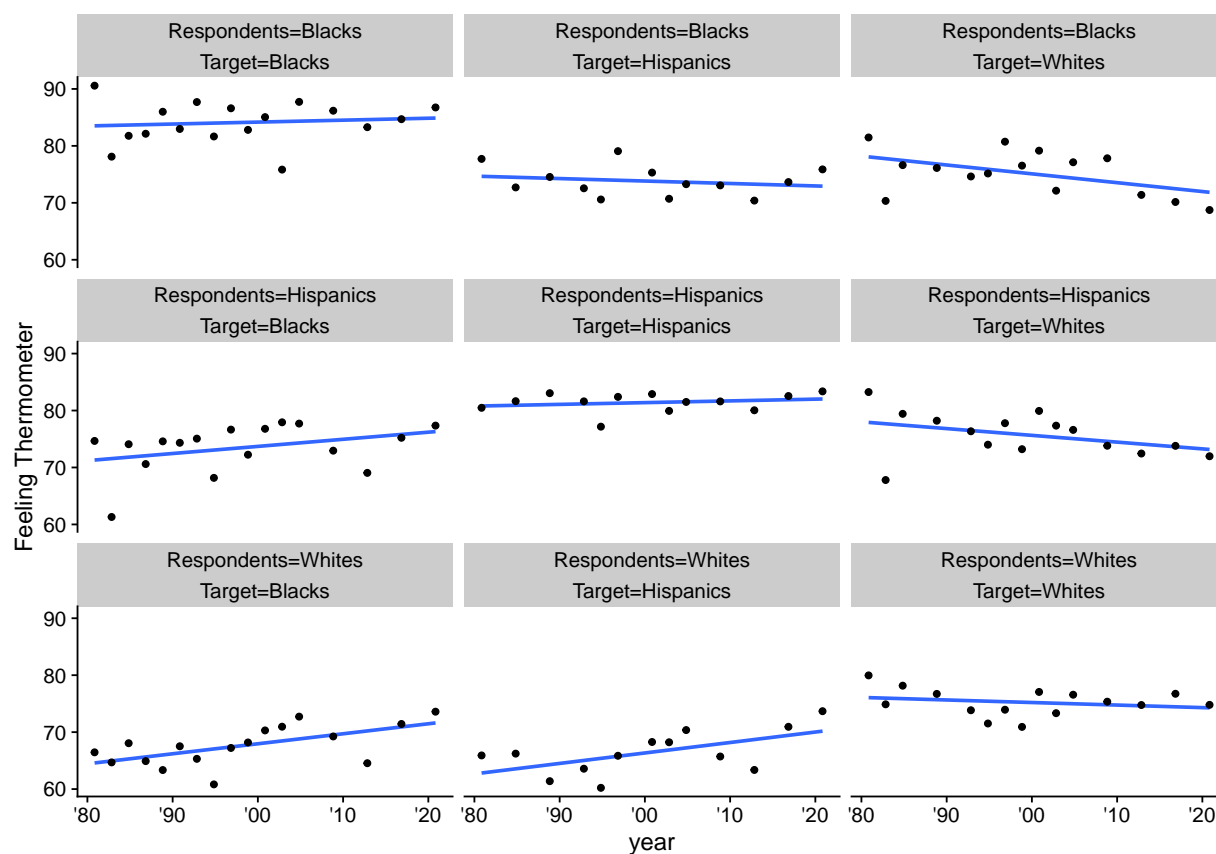 Respondents=Blacks
Target=Blacks
Respondents=Blacks
Target=Hispanics
Respondents=Blacks
Target=Whites
90
80
70
60
Respondents=Hispanics
Target=Blacks
Respondents=Hispanics
Target=Hispanics
Respondents=Hispanics
Target=Whites
90
80
70
60
Feeling Thermometer
Respondents=Whites
Target=Blacks
Respondents=Whites
Target=Hispanics
Respondents=Whites
Target=Whites
90
80
70
60
'80 '90 '00 '10 '20
'80 '90 '00 '10 '20
'80 '90 '00 '10 '20
year